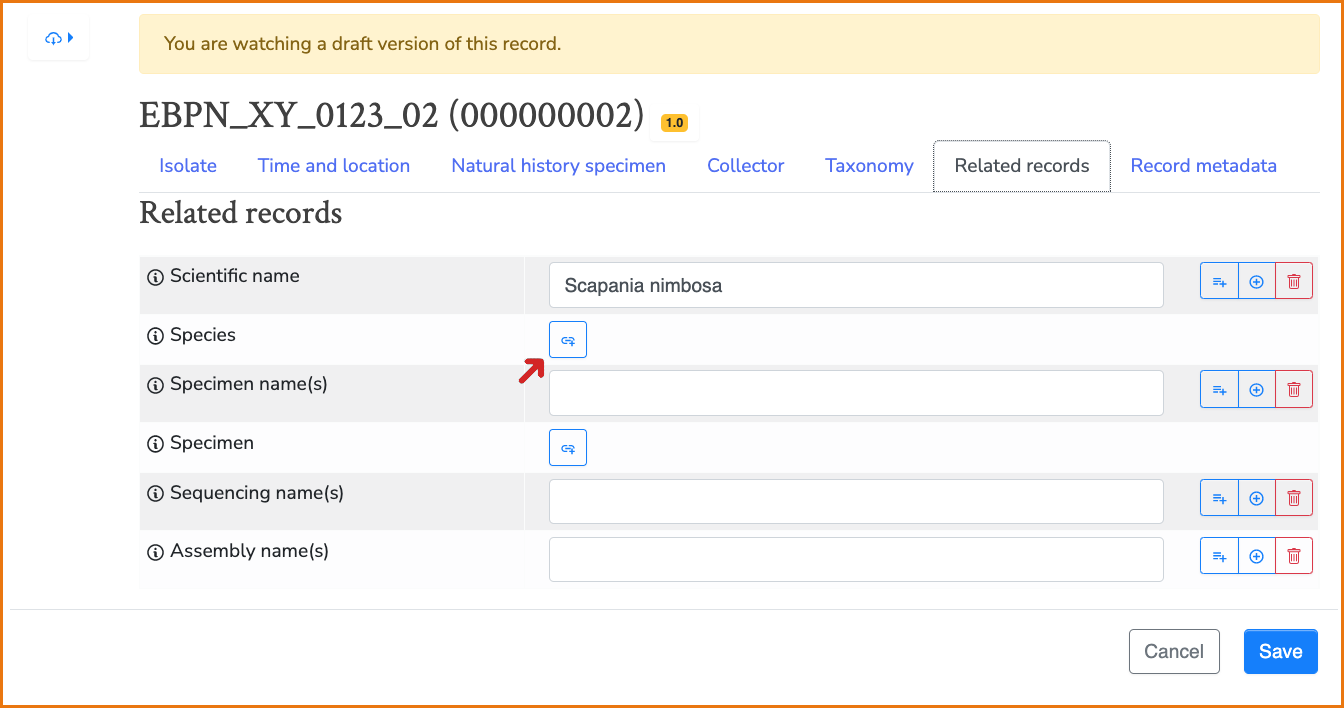 You are watching a draft version of this record.
EBPN_XY_0123_02 (000000002) 1.0
Isolate Time and location Natural history specimen Collector Taxonomy Related records Record metadata
Related records
Scientific name Scapania nimbosa
Species
Specimen name(s)
Specimen
Sequencing name(s)
Assembly name(s)
Cancel Save